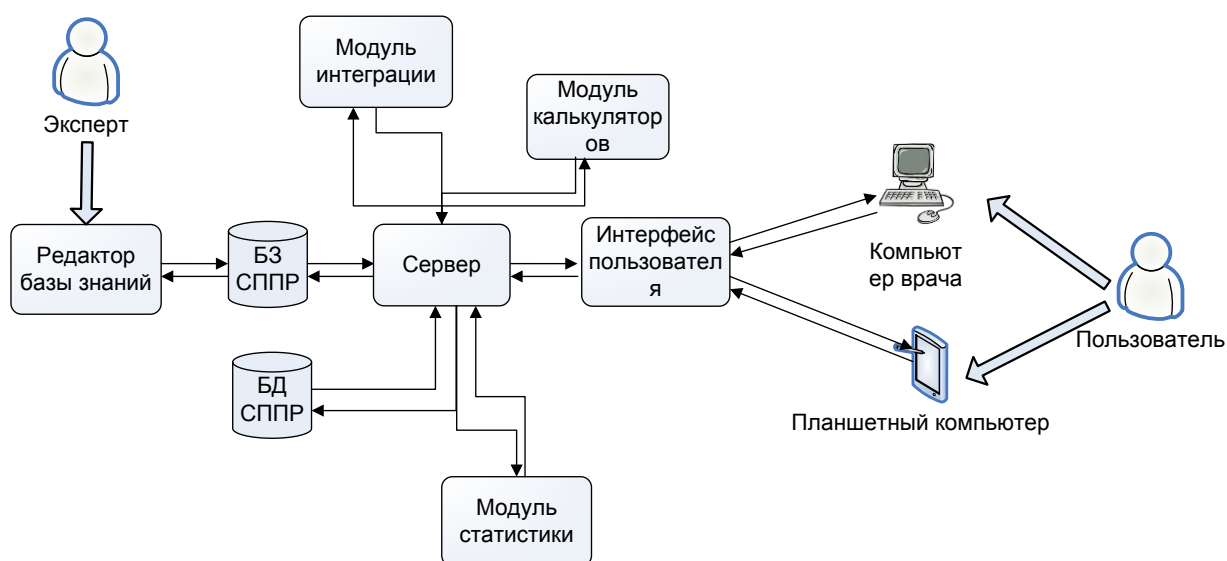 Эксперт
Модуль
интеграции
Модуль
калькулятор
ов
Редактор
базы знаний
БЗ
СППР
Сервер
Интерфейс
пользовател
я
Компьют
ер врача
Пользователь
БД
СППР
Планшетный компьютер
Модуль
статистики